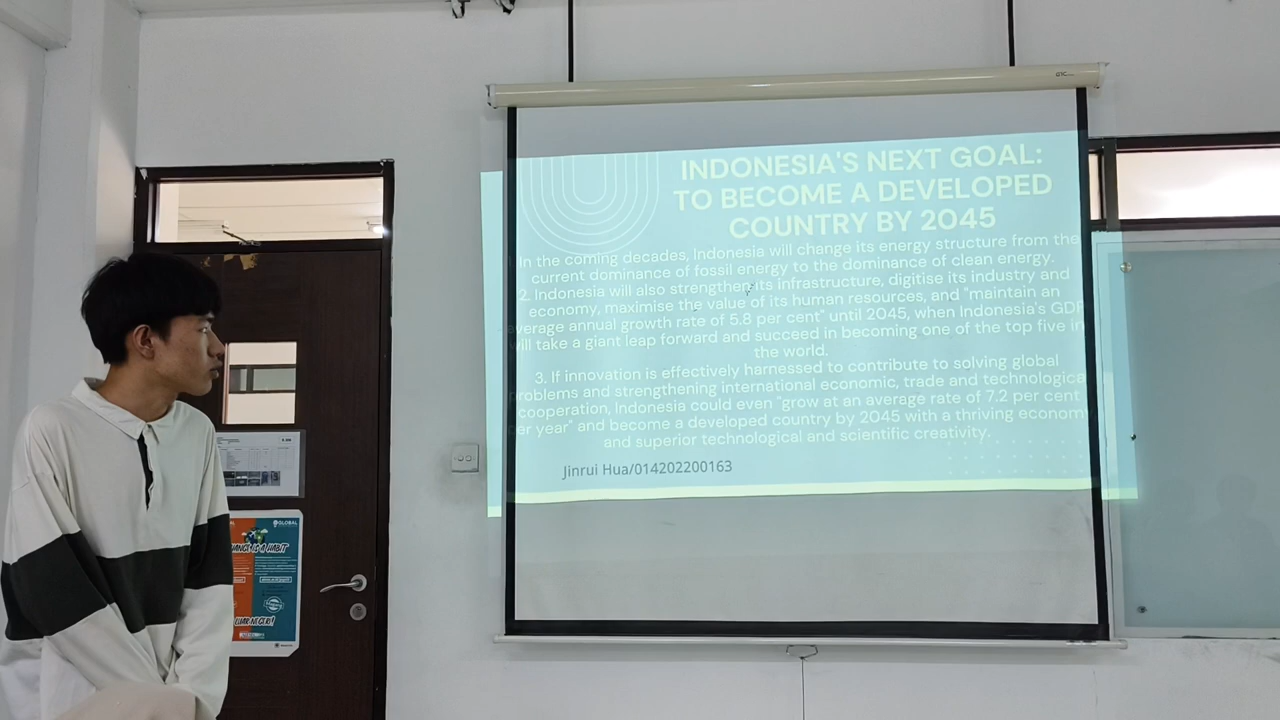 INDONESIA'S NEXT GOAL:
TO BECOME A DEVELOPED
COUNTRY BY 2045
In the coming decades, Indonesia will change its energy structure from the
current dominance of fossil energy to the dominance of clean energy.
2. Indonesia will also strengthen its infrastructure, digitise its industry and
economy, maximise the value of its human resources, and "maintain an
average annual growth rate of 5.8 per cent" until 2045, when Indonesia's GDP
will take a giant leap forward and succeed in becoming one of the top five in
the world.
3. If innovation is effectively harnessed to contribute to solving global
problems and strengthening international economic, trade and technological
cooperation, Indonesia could even "grow at an average rate of 7.2 per cent
per year" and become a developed country by 2045 with a thriving economy
and superior technological and scientific creativity.
Jinrui Hua/014202200163
GLOBAL
IS A HABIT
LUAR NEGERI